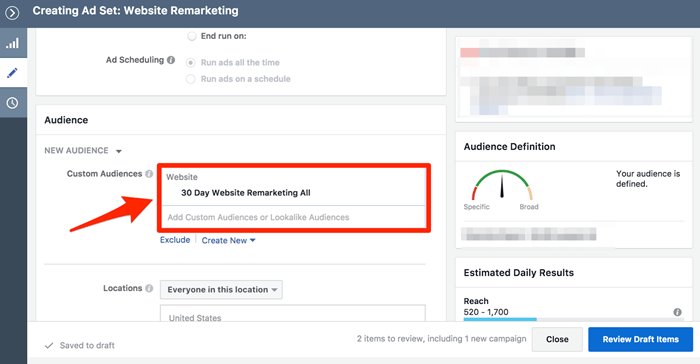 Creating Ad Set: Website Remarketing
End run on:
Ad Scheduling
Run ads all the time
Run ads on a schedule
Audience
NEW AUDIENCE
Custom Audiences
Website
30 Day Website Remarketing All
Add Custom Audiences or Lookalike Audiences
Exclude | Create New
Locations
Everyone in this location
United States
Audience Definition
Your audience is
defined.
Specific
Broad
Estimated Daily Results
Reach
520 - 1,700
Saved to draft
2 items to review, including 1 new campaign
Close
Review Draft Items